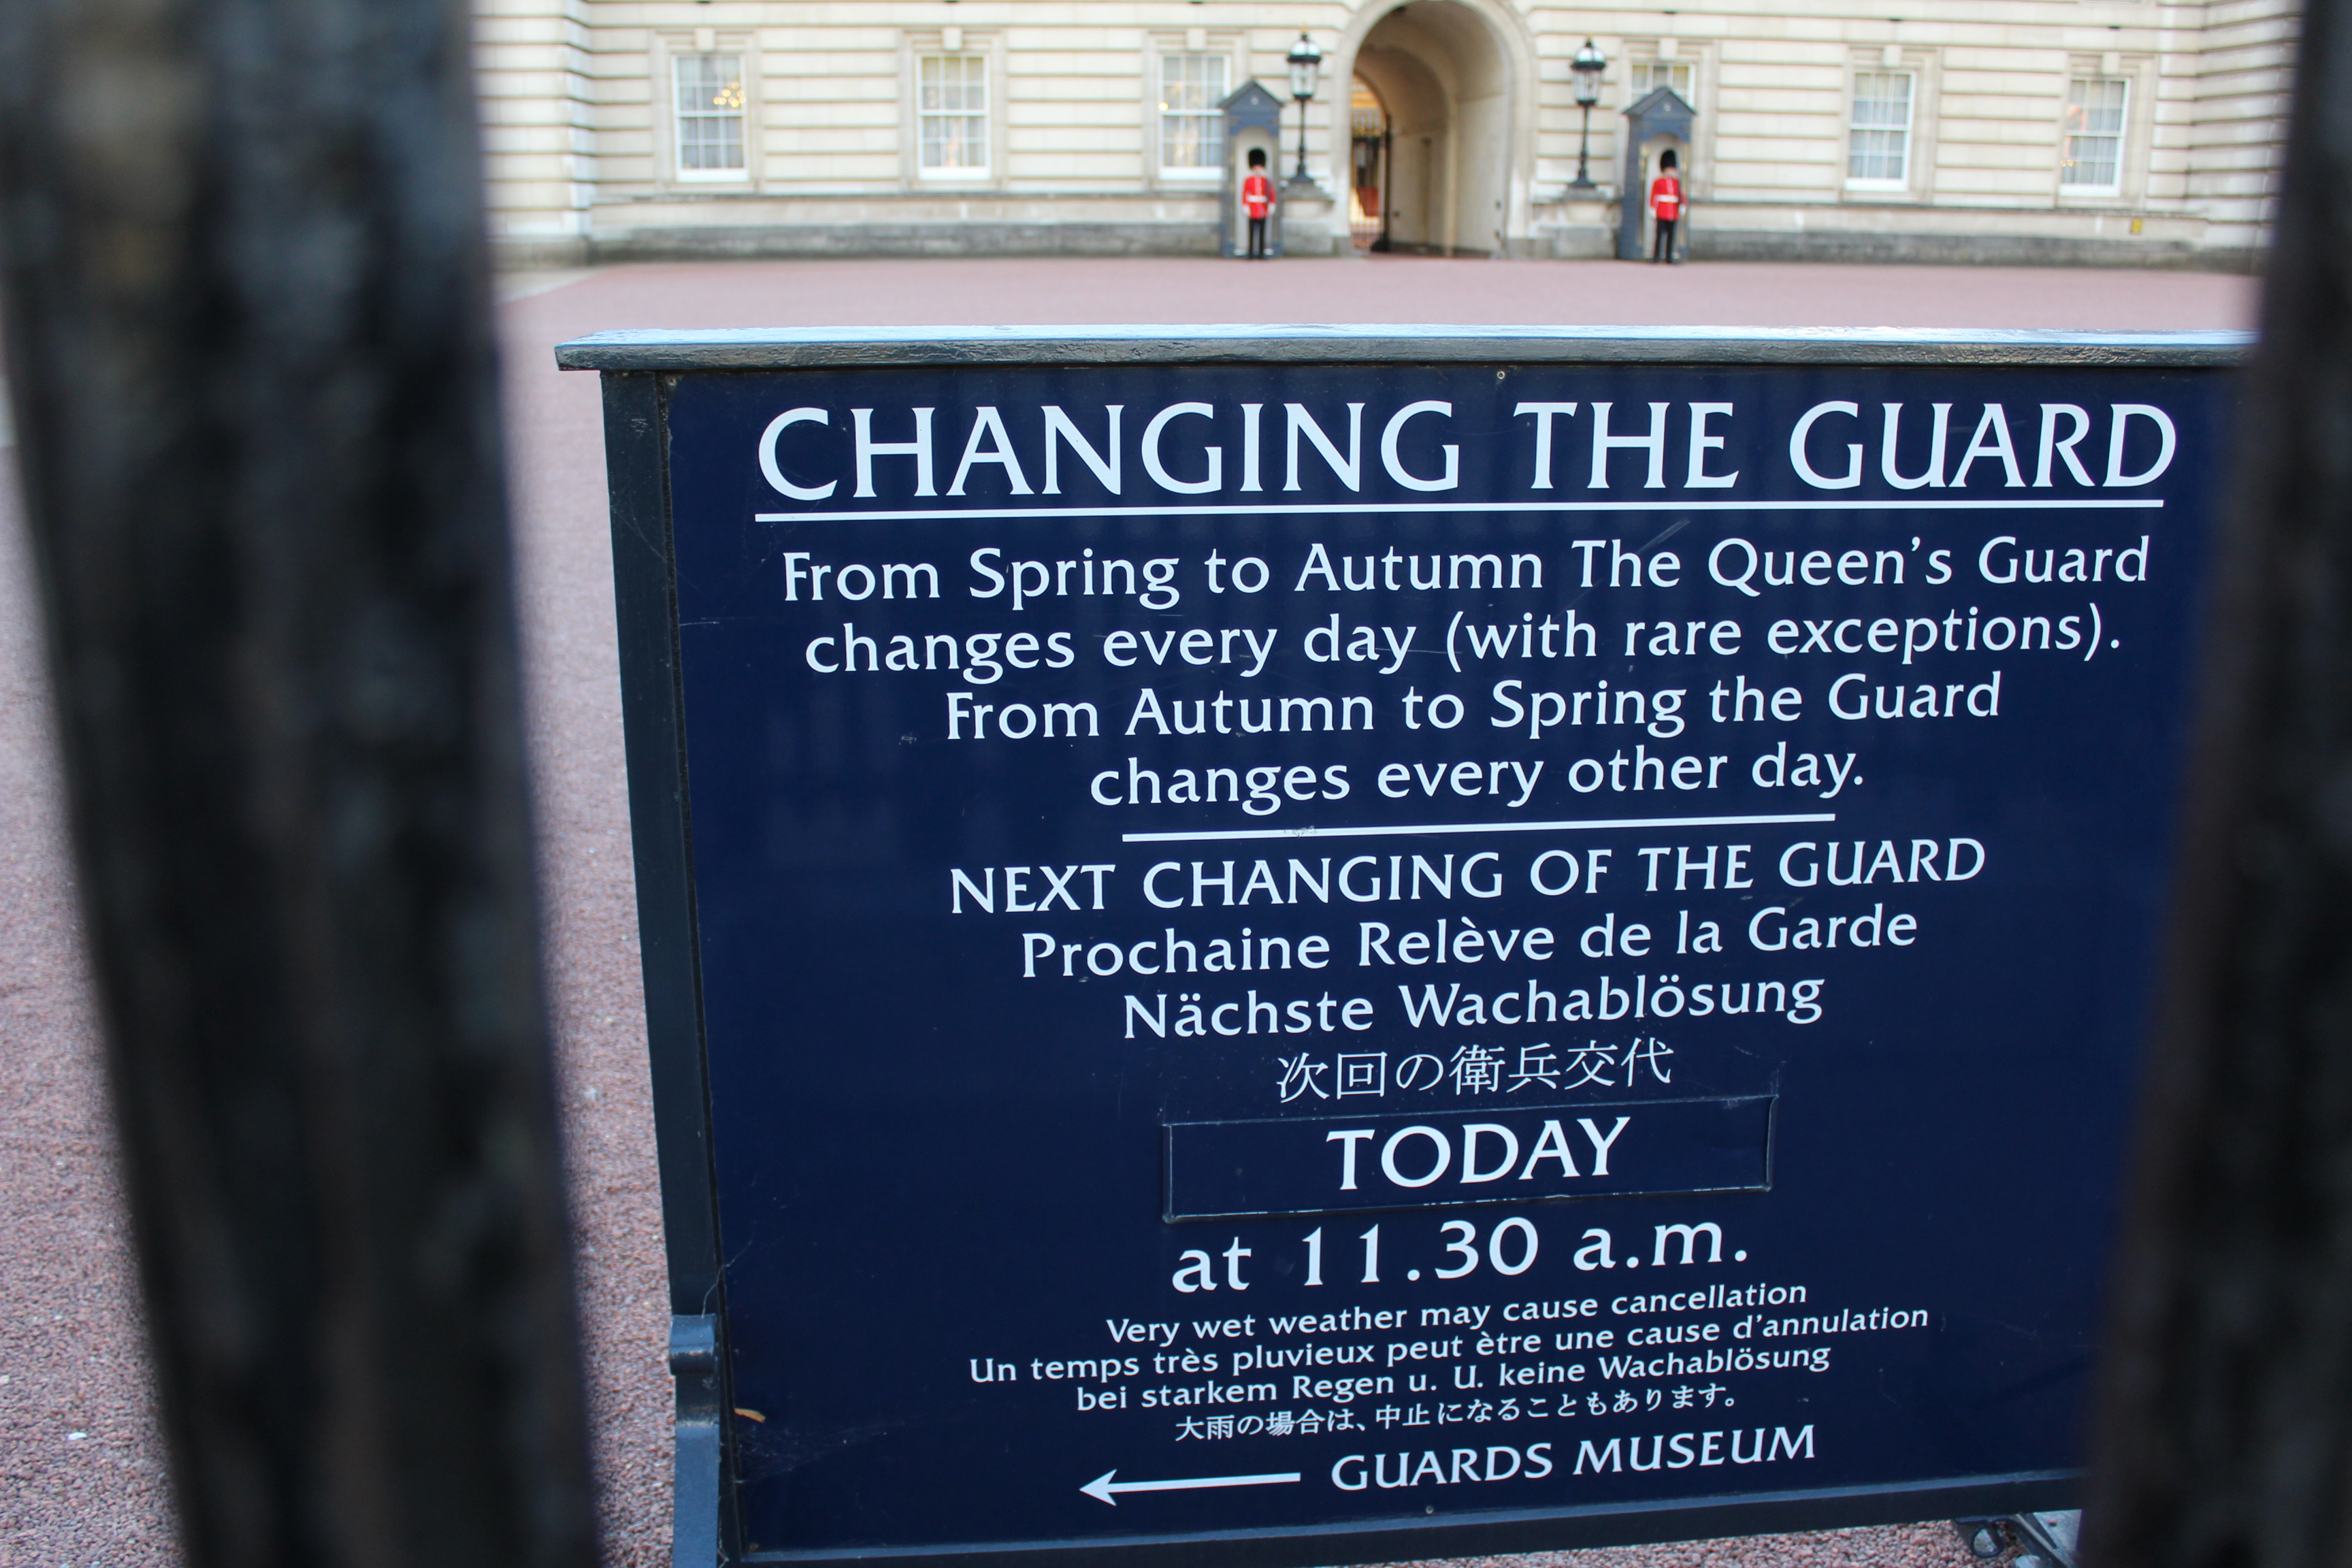 CHANGING THE GUARD
From Spring to Autumn The Queen's Guard
changes every day (with rare exceptions).
From Autumn to Spring the Guard
changes every other day.
NEXT CHANGING OF THE GUARD
Prochaine Relève de la Garde
Nächste Wachablösung
次回の衛兵交代
TODAY
at 11.30 a.m.
Very wet weather may cause cancellation
Un temps très pluvieux peut ètre une cause d'annulation
bei starkem Regen u. U. keine Wachablösung
大雨の場合は、中止になることもあります。
GUARDS MUSEUM